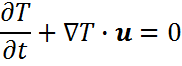 ∂T/∂t + ∇T · u = 0